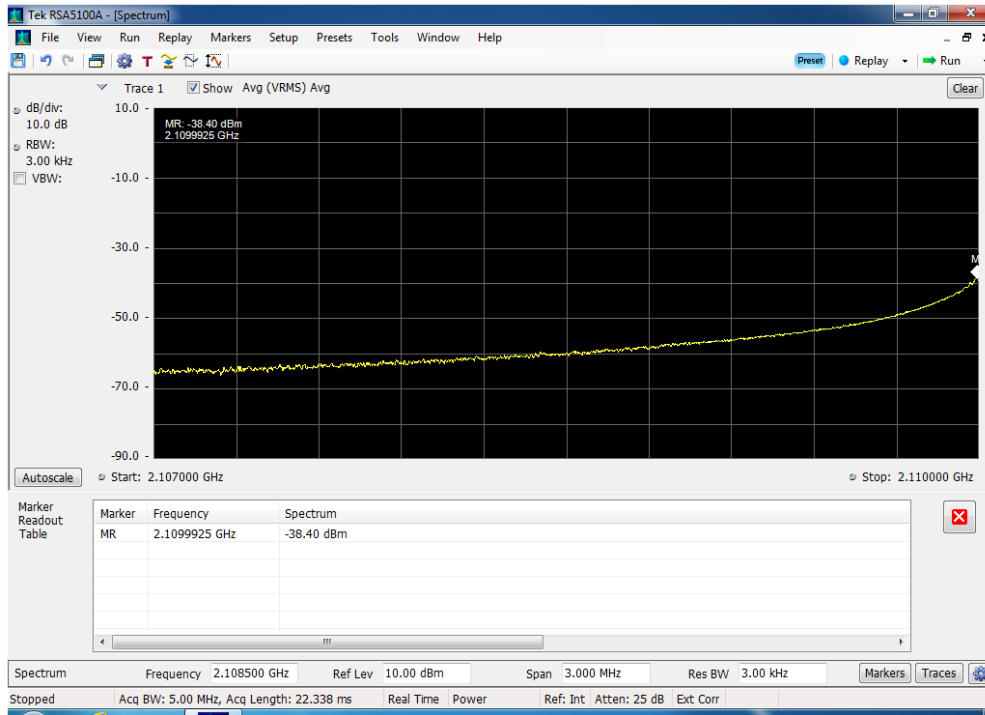 Tek RSA5100A - [Spectrum]
File View Run Replay Markers Setup Presets Tools Window Help
T Preset Replay Run
Trace 1 Show Avg (VRMS) Avg Clear
dB/div:
10.0 dB
RBW:
3.00 kHz
VBW:
10.0 -
-10.0 -
-30.0 -
-50.0 -
-70.0 -
-90.0 -
MR: -38.40 dBm
2.1099925 GHz
M
Autoscale Start: 2.107000 GHz Stop: 2.110000 GHz
Marker
Readout
Table
Marker Frequency Spectrum
MR 2.1099925 GHz -38.40 dBm
Spectrum Frequency 2.108500 GHz Ref Lev 10.00 dBm Span 3.000 MHz Res BW 3.00 kHz Markers Traces
Stopped Acq BW: 5.00 MHz, Acq Length: 22.338 ms Real Time Power Ref: Int Atten: 25 dB Ext Corr